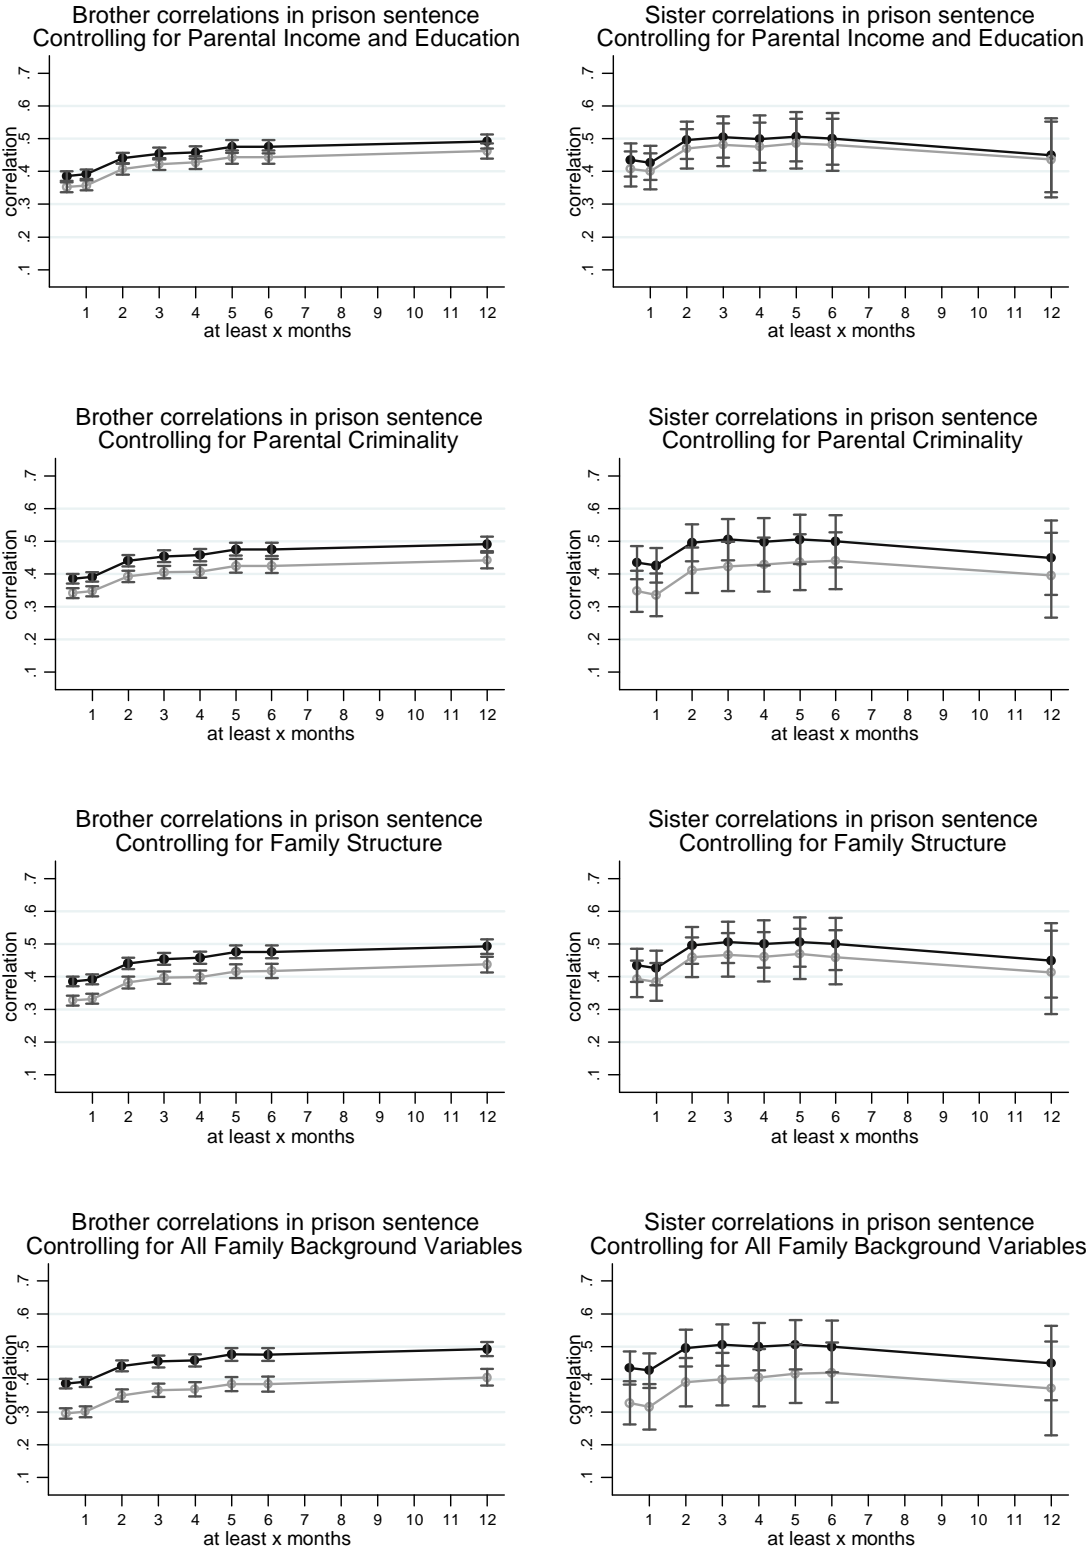 Brother correlations in prison sentence
Controlling for Parental Income and Education
correlation
.7
.6
.5
.4
.3
.2
.1
1 2 3 4 5 6 7 8 9 10 11 12
at least x months
Sister correlations in prison sentence
Controlling for Parental Income and Education
correlation
.7
.6
.5
.4
.3
.2
.1
1 2 3 4 5 6 7 8 9 10 11 12
at least x months
Brother correlations in prison sentence
Controlling for Parental Criminality
correlation
.7
.6
.5
.4
.3
.2
.1
1 2 3 4 5 6 7 8 9 10 11 12
at least x months
Sister correlations in prison sentence
Controlling for Parental Criminality
correlation
.7
.6
.5
.4
.3
.2
.1
1 2 3 4 5 6 7 8 9 10 11 12
at least x months
Brother correlations in prison sentence
Controlling for Family Structure
correlation
.7
.6
.5
.4
.3
.2
.1
1 2 3 4 5 6 7 8 9 10 11 12
at least x months
Sister correlations in prison sentence
Controlling for Family Structure
correlation
.7
.6
.5
.4
.3
.2
.1
1 2 3 4 5 6 7 8 9 10 11 12
at least x months
Brother correlations in prison sentence
Controlling for All Family Background Variables
correlation
.7
.6
.5
.4
.3
.2
.1
1 2 3 4 5 6 7 8 9 10 11 12
at least x months
Sister correlations in prison sentence
Controlling for All Family Background Variables
correlation
.7
.6
.5
.4
.3
.2
.1
1 2 3 4 5 6 7 8 9 10 11 12
at least x months